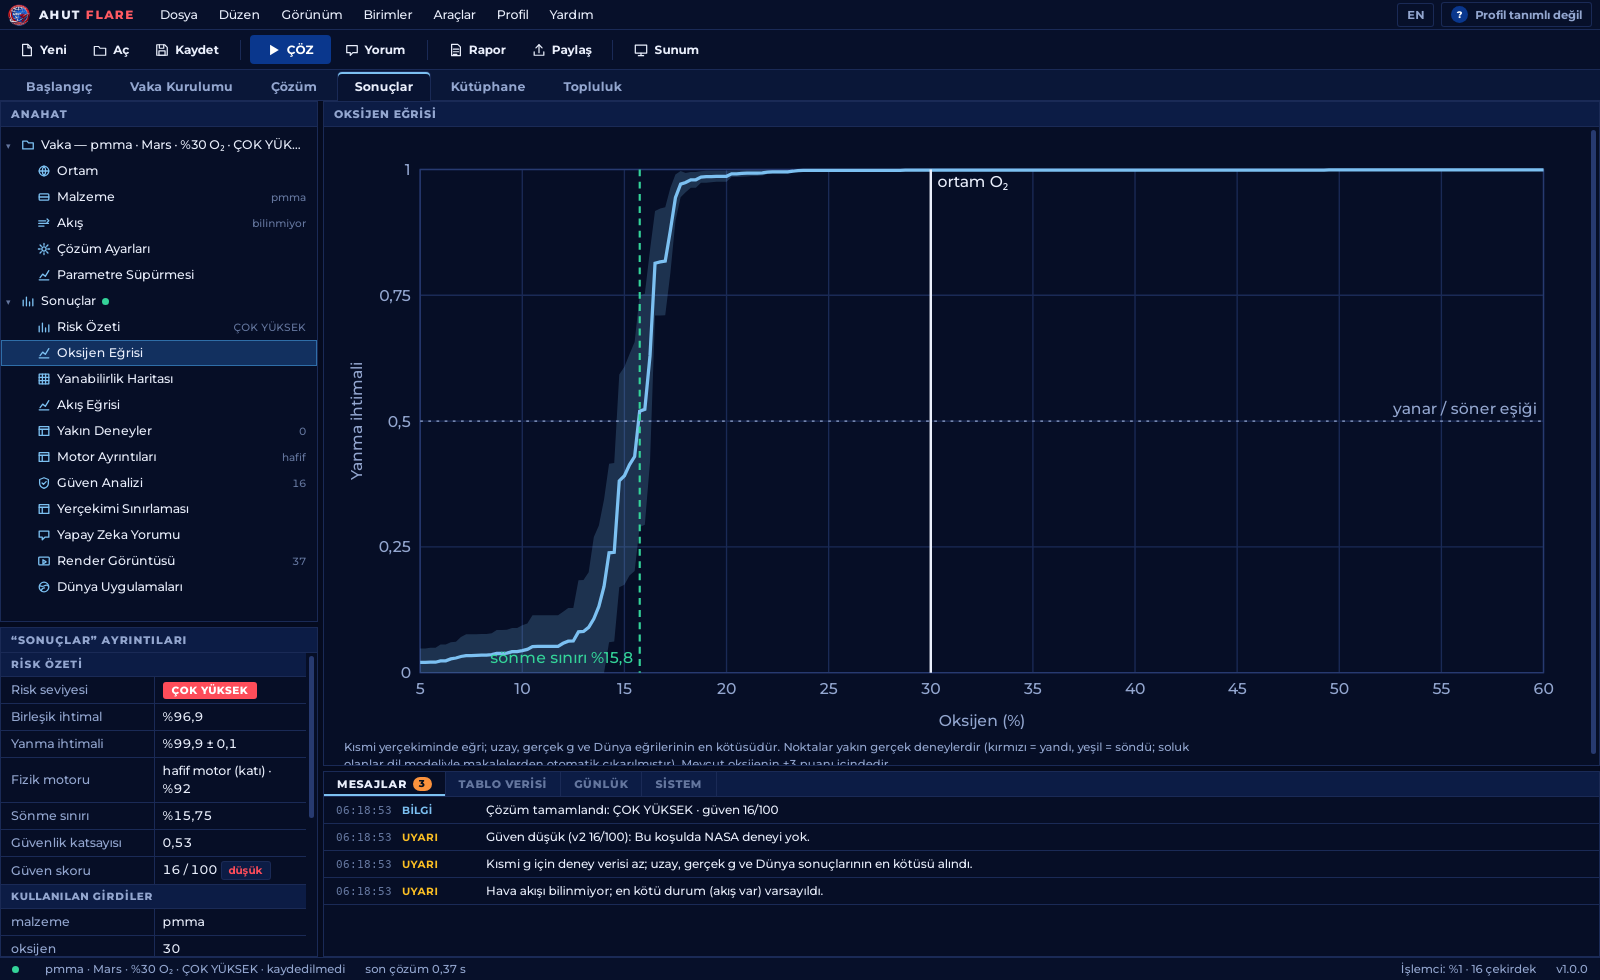 AHUT FLARE
Dosya Düzen Görünüm Birimler Araçlar Profil Yardım
EN ? Profil tanımlı değil
Yeni Aç Kaydet ÇÖZ Yorum Rapor Paylaş Sunum
Başlangıç Vaka Kurulumu Çözüm Sonuçlar Kütüphane Topluluk
ANAHAT
Vaka — pmma · Mars · %30 O₂ · ÇOK YÜK...
Ortam
Malzeme pmma
Akış bilinmiyor
Çözüm Ayarları
Parametre Süpürmesi
Sonuçlar
Risk Özeti ÇOK YÜKSEK
Oksijen Eğrisi
Yanabilirlik Haritası
Akış Eğrisi
Yakın Deneyler 0
Motor Ayrıntıları hafif
Güven Analizi 16
Yerçekimi Sınırlaması
Yapay Zeka Yorumu
Render Görüntüsü 37
Dünya Uygulamaları
“SONUÇLAR” AYRINTILARI
RİSK ÖZETİ
Risk seviyesi ÇOK YÜKSEK
Birleşik ihtimal %96,9
Yanma ihtimali %99,9 ± 0,1
Fizik motoru hafif motor (katı) ·
%92
Sönme sınırı %15,75
Güvenlik katsayısı 0,53
Güven skoru 16 / 100 düşük
KULLANILAN GİRDİLER
malzeme pmma
oksijen 30
OKSİJEN EĞRİSİ
1
0,75
0,5
0,25
0
Yanma ihtimali
ortam O₂
yanar / söner eşiği
sönme sınırı %15,8
5 10 15 20 25 30 35 40 45 50 55 60
Oksijen (%)
Kısmi yerçekiminde eğri; uzay, gerçek g ve Dünya eğrilerinin en kötüsüdür. Noktalar yakın gerçek deneylerdir (kırmızı = yandı, yeşil = söndü; soluk
olanlar dil modeliyle makalelerden otomatik çıkarılmıştır). Mevcut oksijenin ±3 puanı içindedir.
MESAJLAR 3 TABLO VERİSİ GÜNLÜK SİSTEM
06:18:53 BİLGİ Çözüm tamamlandı: ÇOK YÜKSEK · güven 16/100
06:18:53 UYARI Güven düşük (v2 16/100): Bu koşulda NASA deneyi yok.
06:18:53 UYARI Kısmi g için deney verisi az; uzay, gerçek g ve Dünya sonuçlarının en kötüsü alındı.
06:18:53 UYARI Hava akışı bilinmiyor; en kötü durum (akış var) varsayıldı.
pmma · Mars · %30 O₂ · ÇOK YÜKSEK · kaydedilmedi son çözüm 0,37 s
İşlemci: %1 · 16 çekirdek v1.0.0